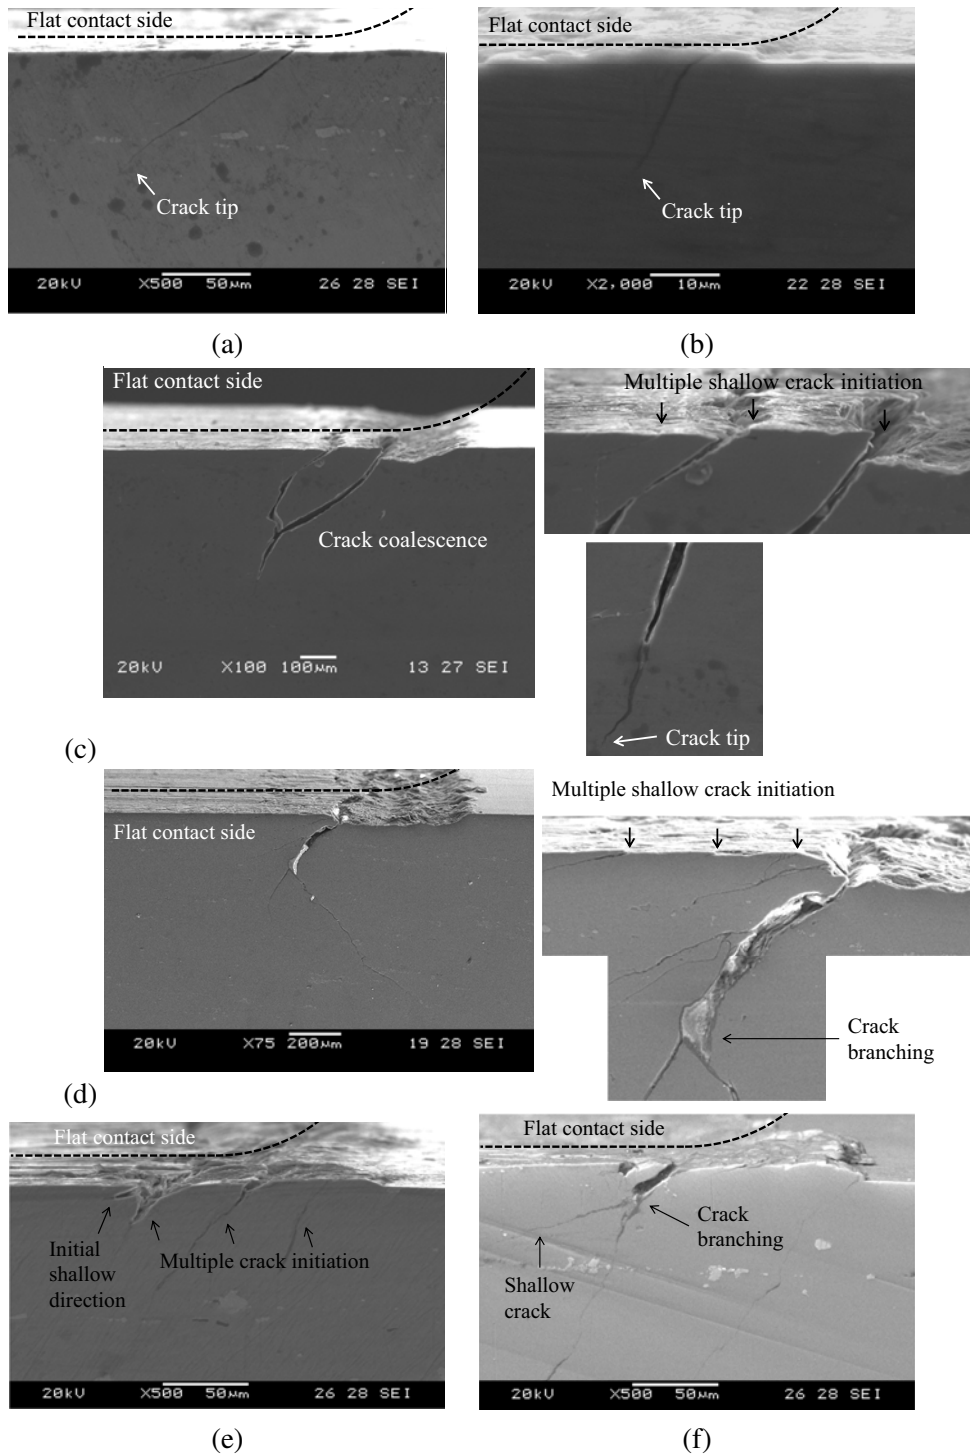 Flat contact side
Crack tip
20kV X500 50μm 26 28 SEI
(a)
Flat contact side
Crack tip
20kV X2,000 10μm 22 28 SEI
(b)
Flat contact side
Crack coalescence
20kV X100 100μm 13 27 SEI
Multiple shallow crack initiation
Crack tip
(c)
Flat contact side
20kV X75 200μm 19 28 SEI
Multiple shallow crack initiation
Crack
branching
(d)
Flat contact side
Initial
shallow
direction
Multiple crack initiation
20kV X500 50μm 26 28 SEI
(e)
Flat contact side
Crack
branching
Shallow
crack
20kV X500 50μm 26 28 SEI
(f)